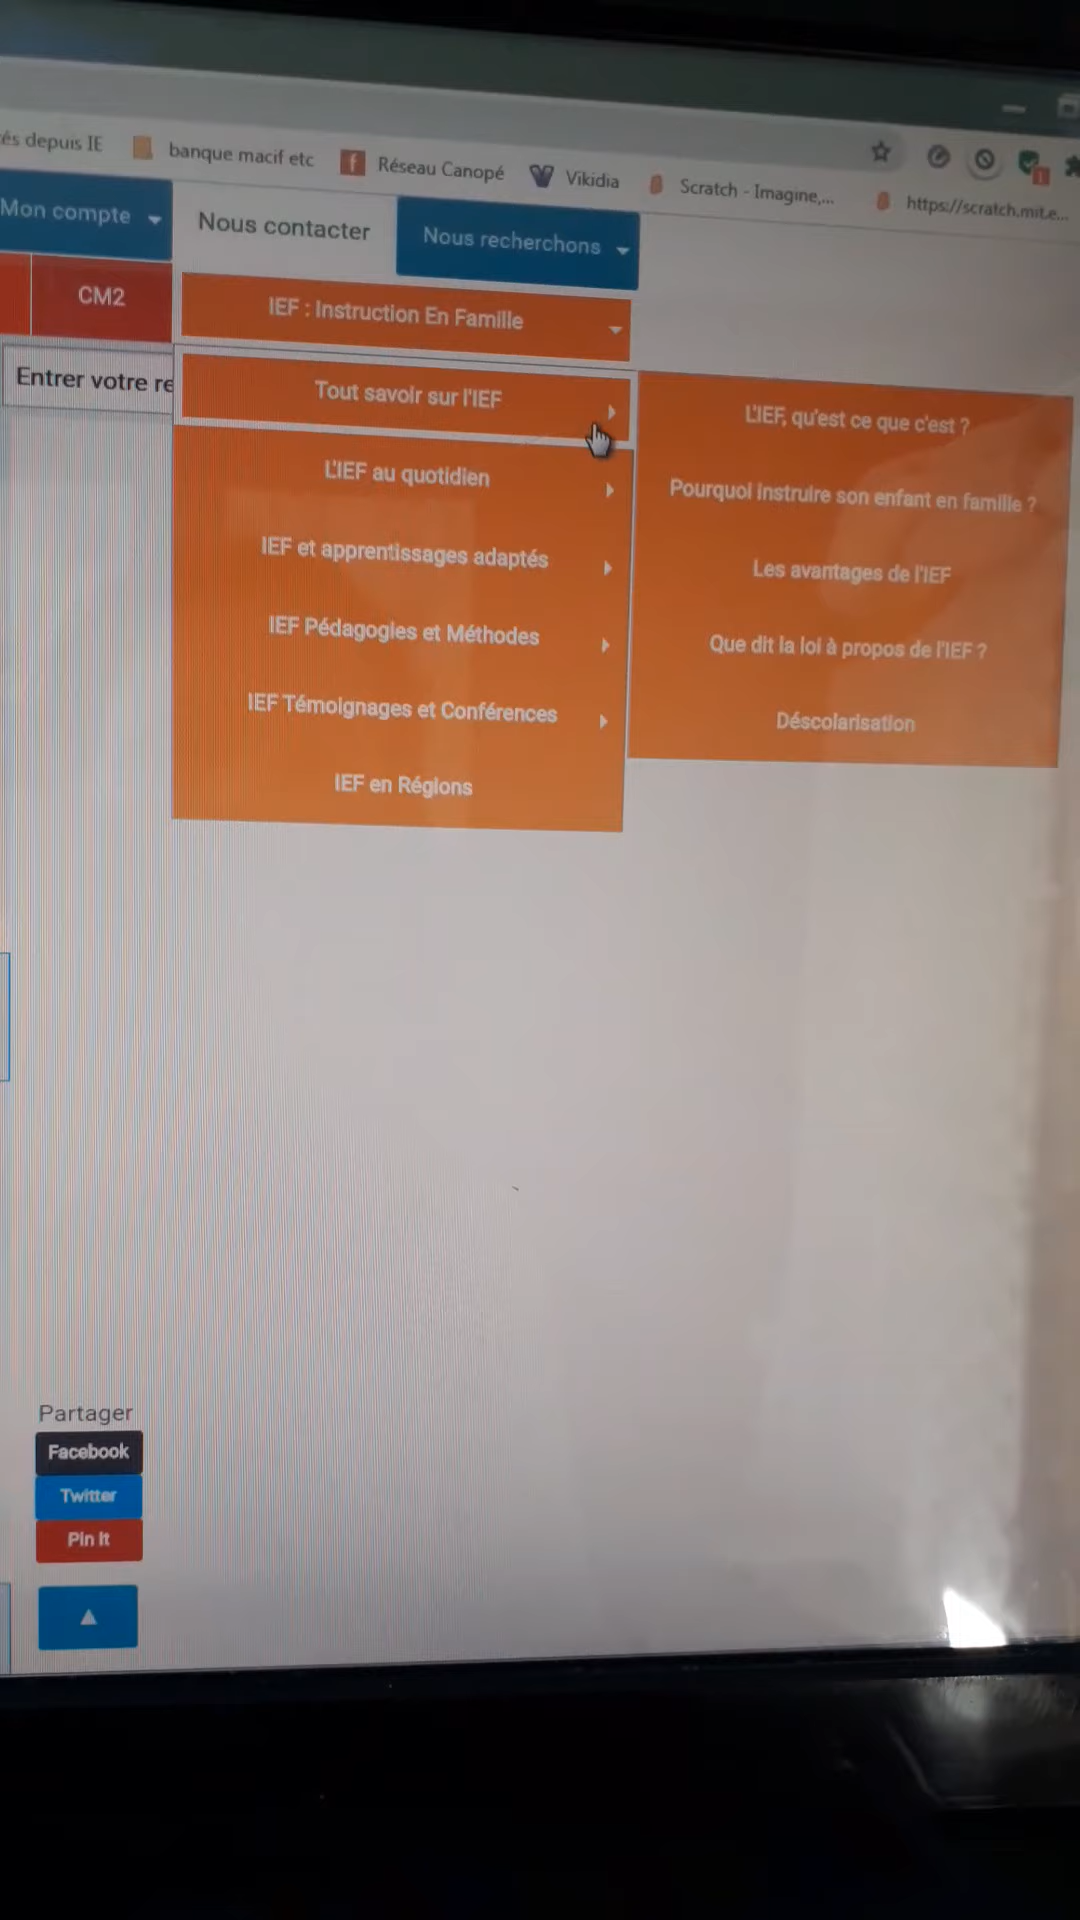 és depuis IE banque macif etc Réseau Canopé Vikidia Scratch - Imagine,... https://scratch.mit.e...
Mon compte Nous contacter Nous recherchons
CM2 IEF : Instruction En Famille
Entrer votre re
Tout savoir sur l'IEF
L'IEF au quotidien
IEF et apprentissages adaptés
IEF Pédagogies et Méthodes
IEF Témoignages et Conférences
IEF en Régions
L'IEF, qu'est ce que c'est ?
Pourquoi instruire son enfant en famille ?
Les avantages de l'IEF
Que dit la loi à propos de l'IEF ?
Déscolarisation
Partager
Facebook
Twitter
Pin It